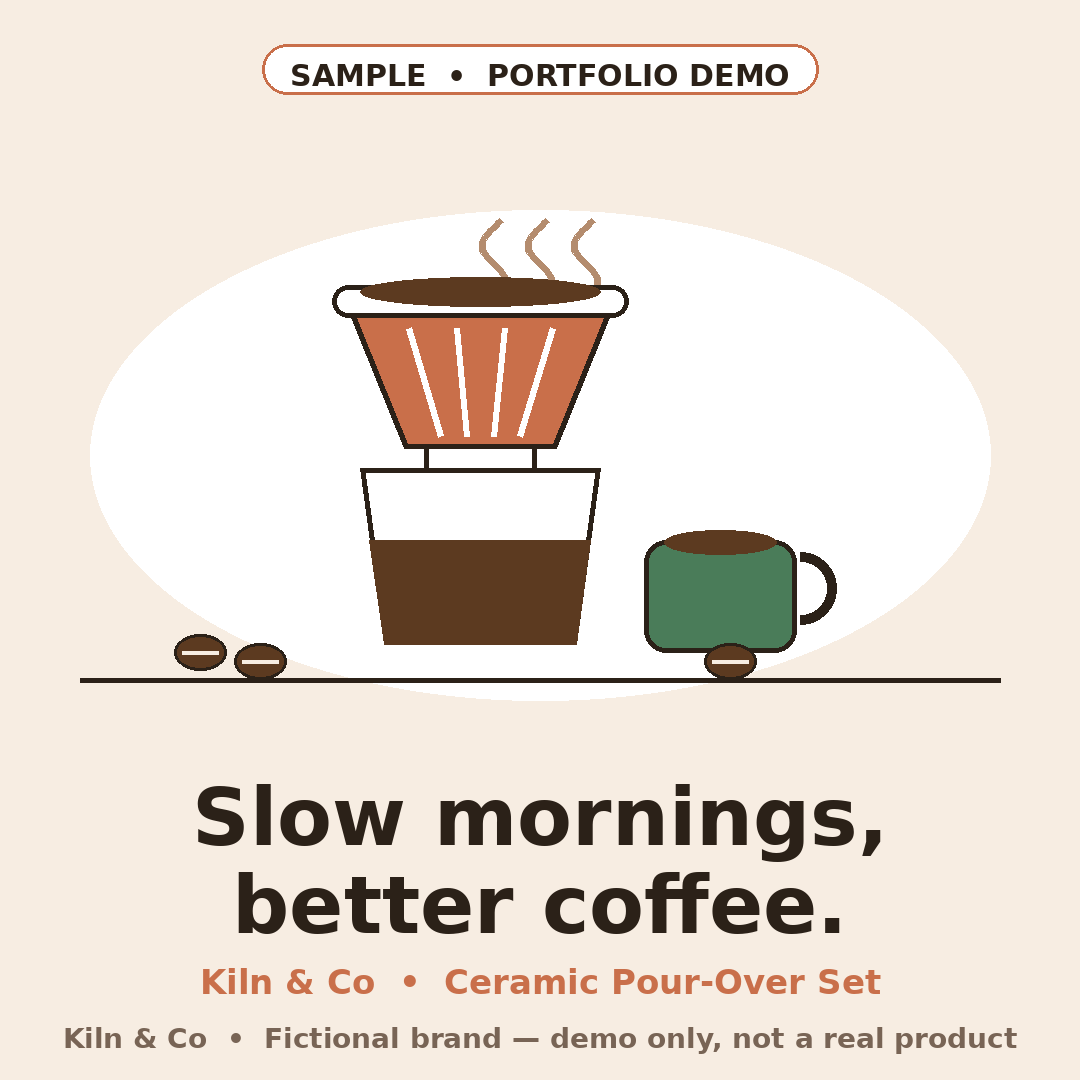 SAMPLE • PORTFOLIO DEMO
Slow mornings,
better coffee.
Kiln & Co • Ceramic Pour-Over Set
Kiln & Co • Fictional brand — demo only, not a real product